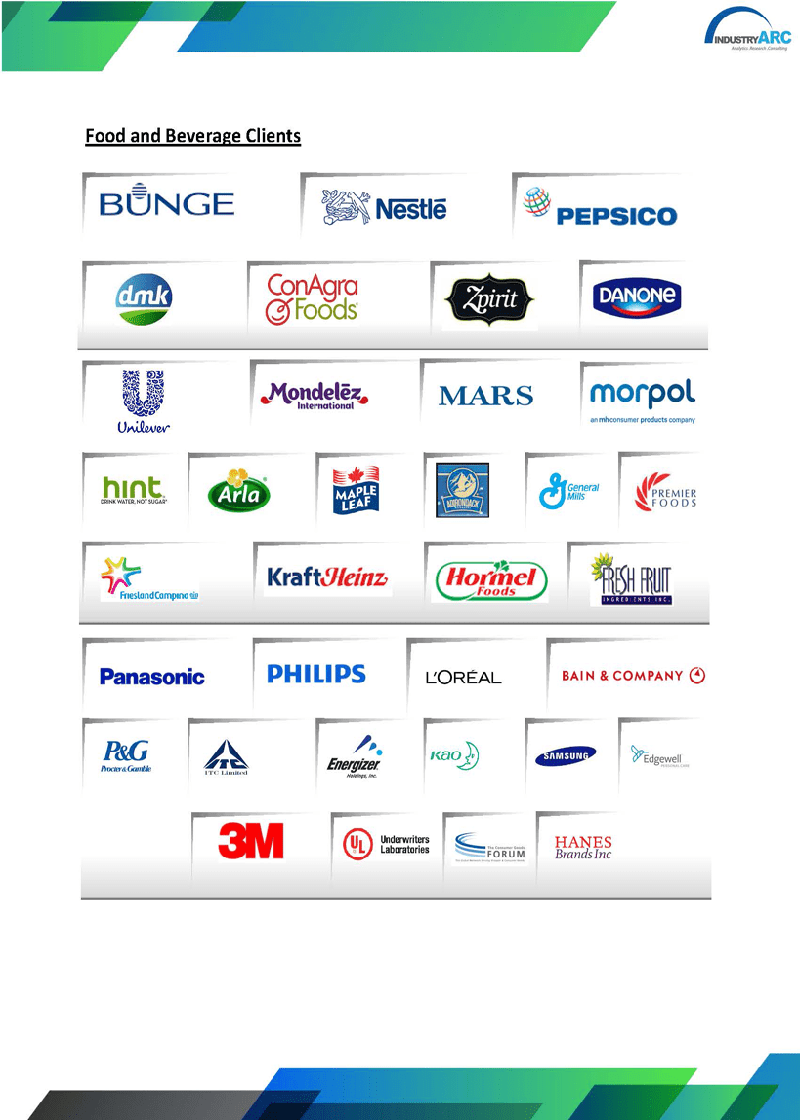 INDUSTRYARC
Analytics, Research, Consulting
Food and Beverage Clients
BUNGE
Nestlé
PEPSICO
dmk
ConAgra
Foods
Zpirit
DANONE
Unilever
Mondelēz
International
MARS
morpol
an mhconsumer products company
hint
DRINK WATER, NOT SUGAR
Arla
MAPLE
LEAF
ADIRONDACK
General
Mills
PREMIER
FOODS
FrieslandCampina
KraftHeinz
Hormel
Foods
FRESH FRUIT
INGREDIENTS INC.
Panasonic
PHILIPS
L'ORÉAL
BAIN & COMPANY
P&G
Procter & Gamble
ITC Limited
Energizer
Holdings, Inc.
Kao
SAMSUNG
Edgewell
PERSONAL CARE
3M
UL
Underwriters
Laboratories
The Consumer Goods
FORUM
HANES
Brands Inc